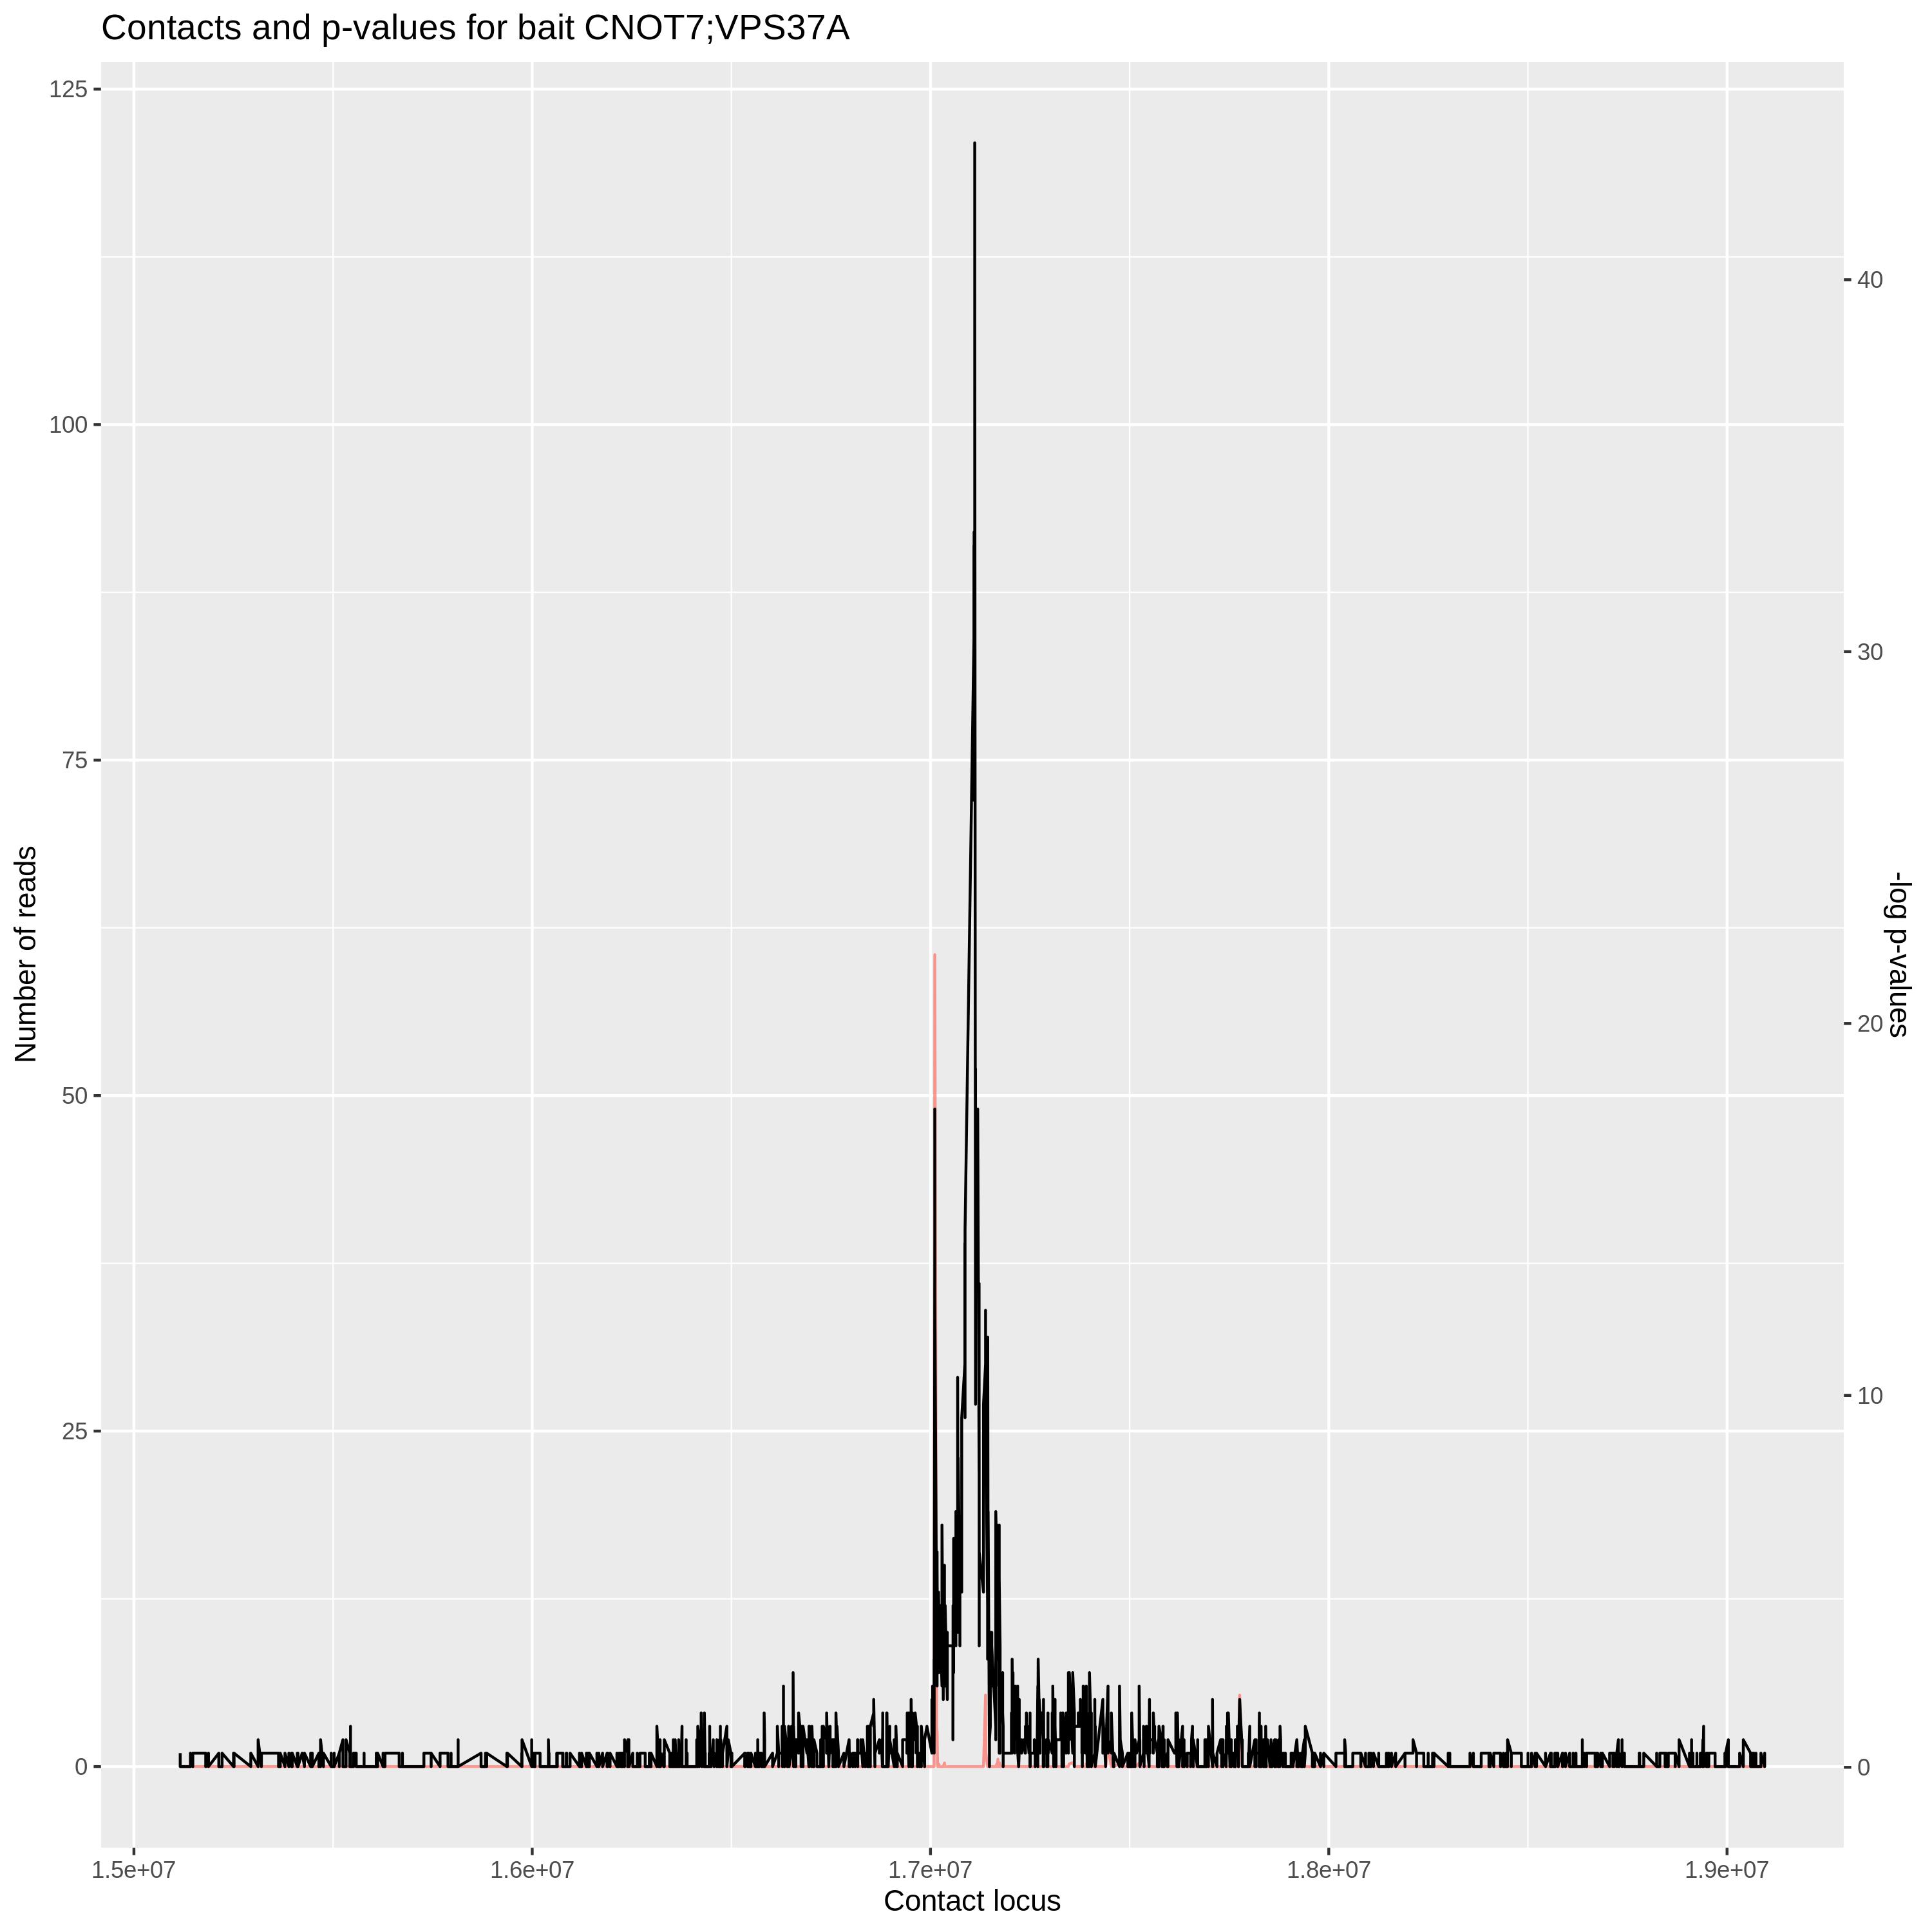 Contacts and p-values for bait CNOT7;VPS37A
125
100
75
50
25
0
Number of reads
40
30
20
10
0
-log p-values
1.5e+07
1.6e+07
1.7e+07
1.8e+07
1.9e+07
Contact locus